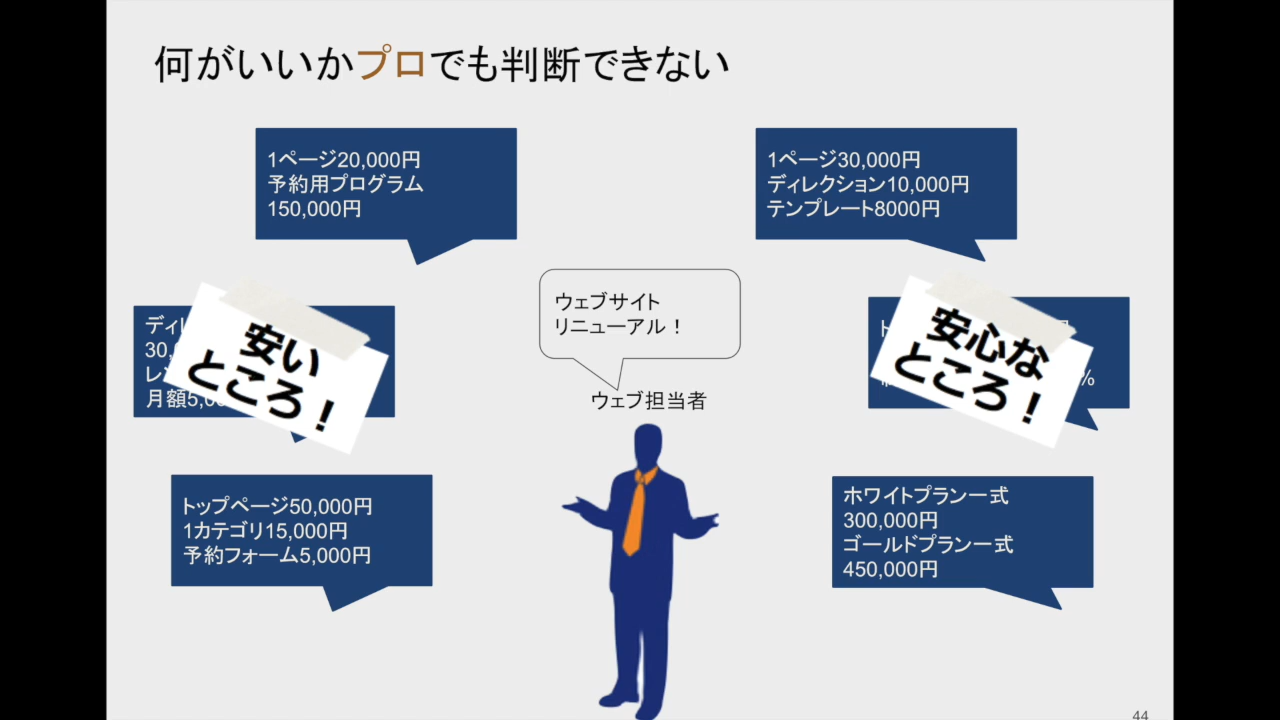 何がいいかプロでも判断できない
1ページ20,000円
予約用プログラム
150,000円
1ページ30,000円
ディレクション10,000円
テンプレート8000円
ウェブサイト
リニューアル！
ウェブ担当者
安い
ところ！
安心な
ところ！
トップページ50,000円
1カテゴリ15,000円
予約フォーム5,000円
ホワイトプラン一式
300,000円
ゴールドプラン一式
450,000円
44